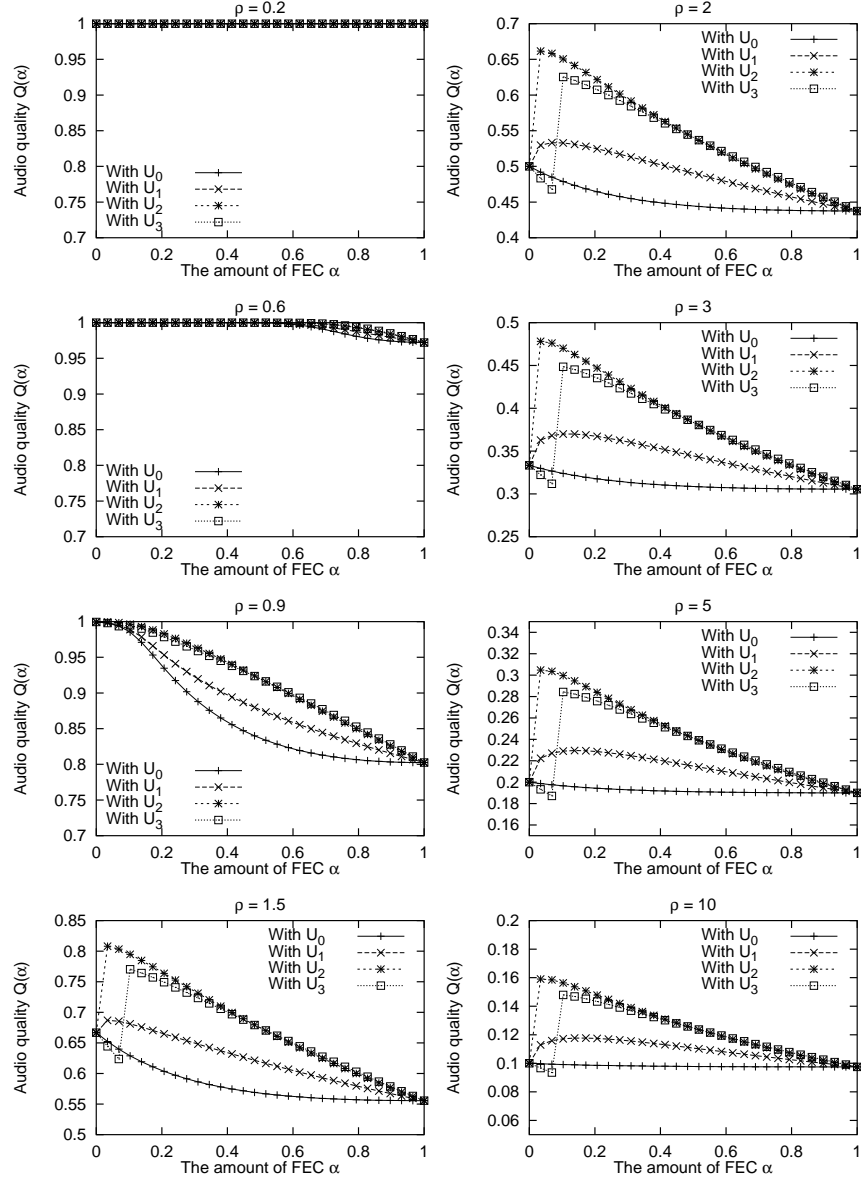 ρ = 0.2
1
0.95
0.9
0.85
0.8
0.75
0.7
Audio quality Q(α)
With U0
With U1
With U2
With U3
0 0.2 0.4 0.6 0.8 1
The amount of FEC α
ρ = 2
0.7
0.65
0.6
0.55
0.5
0.45
0.4
Audio quality Q(α)
With U0
With U1
With U2
With U3
0 0.2 0.4 0.6 0.8 1
The amount of FEC α
ρ = 0.6
1
0.95
0.9
0.85
0.8
0.75
0.7
Audio quality Q(α)
With U0
With U1
With U2
With U3
0 0.2 0.4 0.6 0.8 1
The amount of FEC α
ρ = 3
0.5
0.45
0.4
0.35
0.3
0.25
Audio quality Q(α)
With U0
With U1
With U2
With U3
0 0.2 0.4 0.6 0.8 1
The amount of FEC α
ρ = 0.9
1
0.95
0.9
0.85
0.8
0.75
0.7
Audio quality Q(α)
With U0
With U1
With U2
With U3
0 0.2 0.4 0.6 0.8 1
The amount of FEC α
ρ = 5
0.34
0.32
0.3
0.28
0.26
0.24
0.22
0.2
0.18
0.16
Audio quality Q(α)
With U0
With U1
With U2
With U3
0 0.2 0.4 0.6 0.8 1
The amount of FEC α
ρ = 1.5
0.85
0.8
0.75
0.7
0.65
0.6
0.55
0.5
Audio quality Q(α)
With U0
With U1
With U2
With U3
0 0.2 0.4 0.6 0.8 1
The amount of FEC α
ρ = 10
0.2
0.18
0.16
0.14
0.12
0.1
0.08
0.06
Audio quality Q(α)
With U0
With U1
With U2
With U3
0 0.2 0.4 0.6 0.8 1
The amount of FEC α